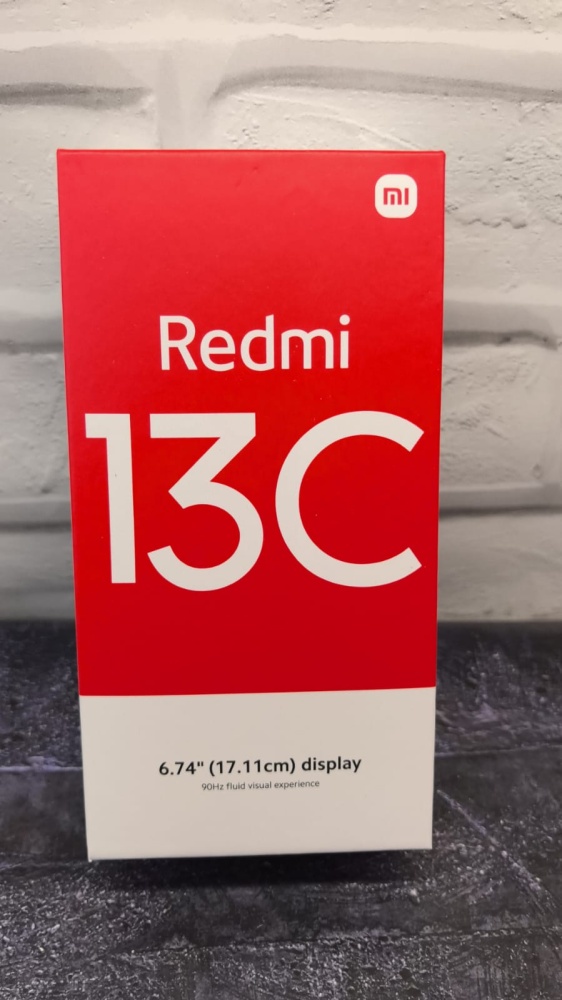 mi
Redmi
13C
6.74" (17.11cm) display
90Hz fluid visual experience